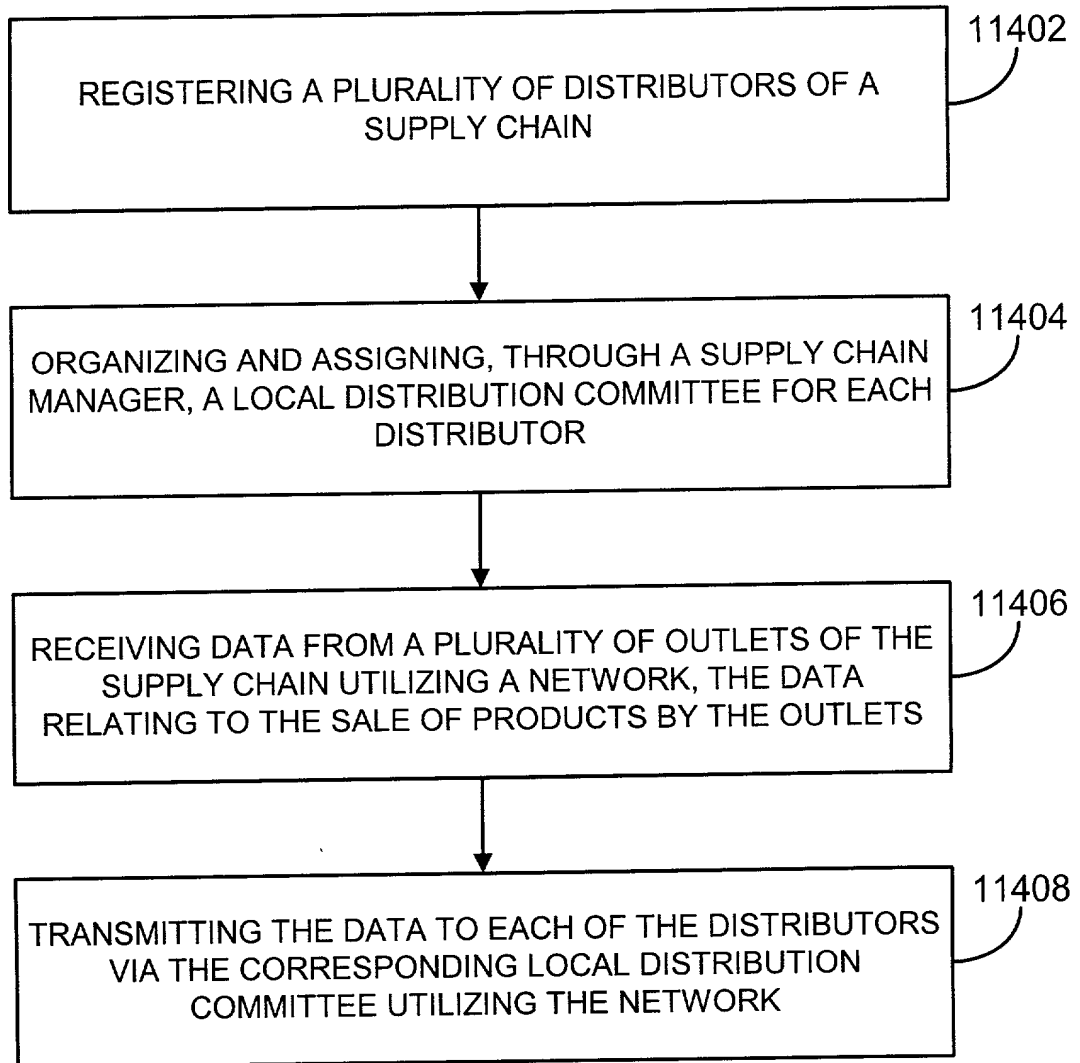 11402
REGISTERING A PLURALITY OF DISTRIBUTORS OF A
SUPPLY CHAIN
11404
ORGANIZING AND ASSIGNING, THROUGH A SUPPLY CHAIN
MANAGER, A LOCAL DISTRIBUTION COMMITTEE FOR EACH
DISTRIBUTOR
11406
RECEIVING DATA FROM A PLURALITY OF OUTLETS OF THE
SUPPLY CHAIN UTILIZING A NETWORK, THE DATA
RELATING TO THE SALE OF PRODUCTS BY THE OUTLETS
11408
TRANSMITTING THE DATA TO EACH OF THE DISTRIBUTORS
VIA THE CORRESPONDING LOCAL DISTRIBUTION
COMMITTEE UTILIZING THE NETWORK